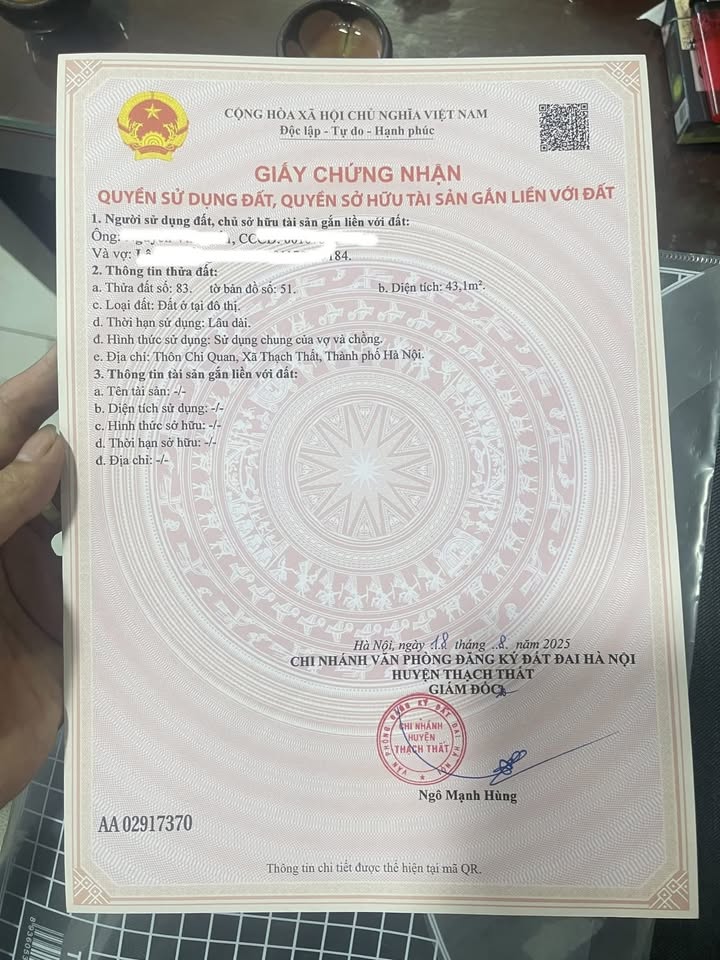 CỘNG HÒA XÃ HỘI CHỦ NGHĨA VIỆT NAM
Độc lập - Tự do - Hạnh phúc
GIẤY CHỨNG NHẬN
QUYỀN SỬ DỤNG ĐẤT, QUYỀN SỞ HỮU TÀI SẢN GẮN LIỀN VỚI ĐẤT
1. Người sử dụng đất, chủ sở hữu tài sản gắn liền với đất:
Ông:
Và vợ: 184.
2. Thông tin thửa đất:
a. Thửa đất số: 83. tờ bản đồ số: 51. b. Diện tích: 43,1m².
c. Loại đất: Đất ở tại đô thị.
d. Thời hạn sử dụng: Lâu dài.
đ. Hình thức sử dụng: Sử dụng chung của vợ và chồng.
e. Địa chỉ: Thôn Chi Quan, Xã Thạch Thất, Thành phố Hà Nội.
3. Thông tin tài sản gắn liền với đất:
a. Tên tài sản: -/-
b. Diện tích sử dụng: -/-
c. Hình thức sở hữu: -/-
d. Thời hạn sở hữu: -/-
đ. Địa chỉ: -/-
Hà Nội, ngày 18 tháng 8 năm 2025
CHI NHÁNH VĂN PHÒNG ĐĂNG KÝ ĐẤT ĐAI HÀ NỘI
HUYỆN THẠCH THẤT
GIÁM ĐỐC
VĂN PHÒNG ĐĂNG KÝ ĐẤT ĐAI HÀ NỘI
CHI NHÁNH
HUYỆN
THẠCH THẤT
Ngô Mạnh Hùng
AA 02917370
Thông tin chi tiết được thể hiện tại mã QR.